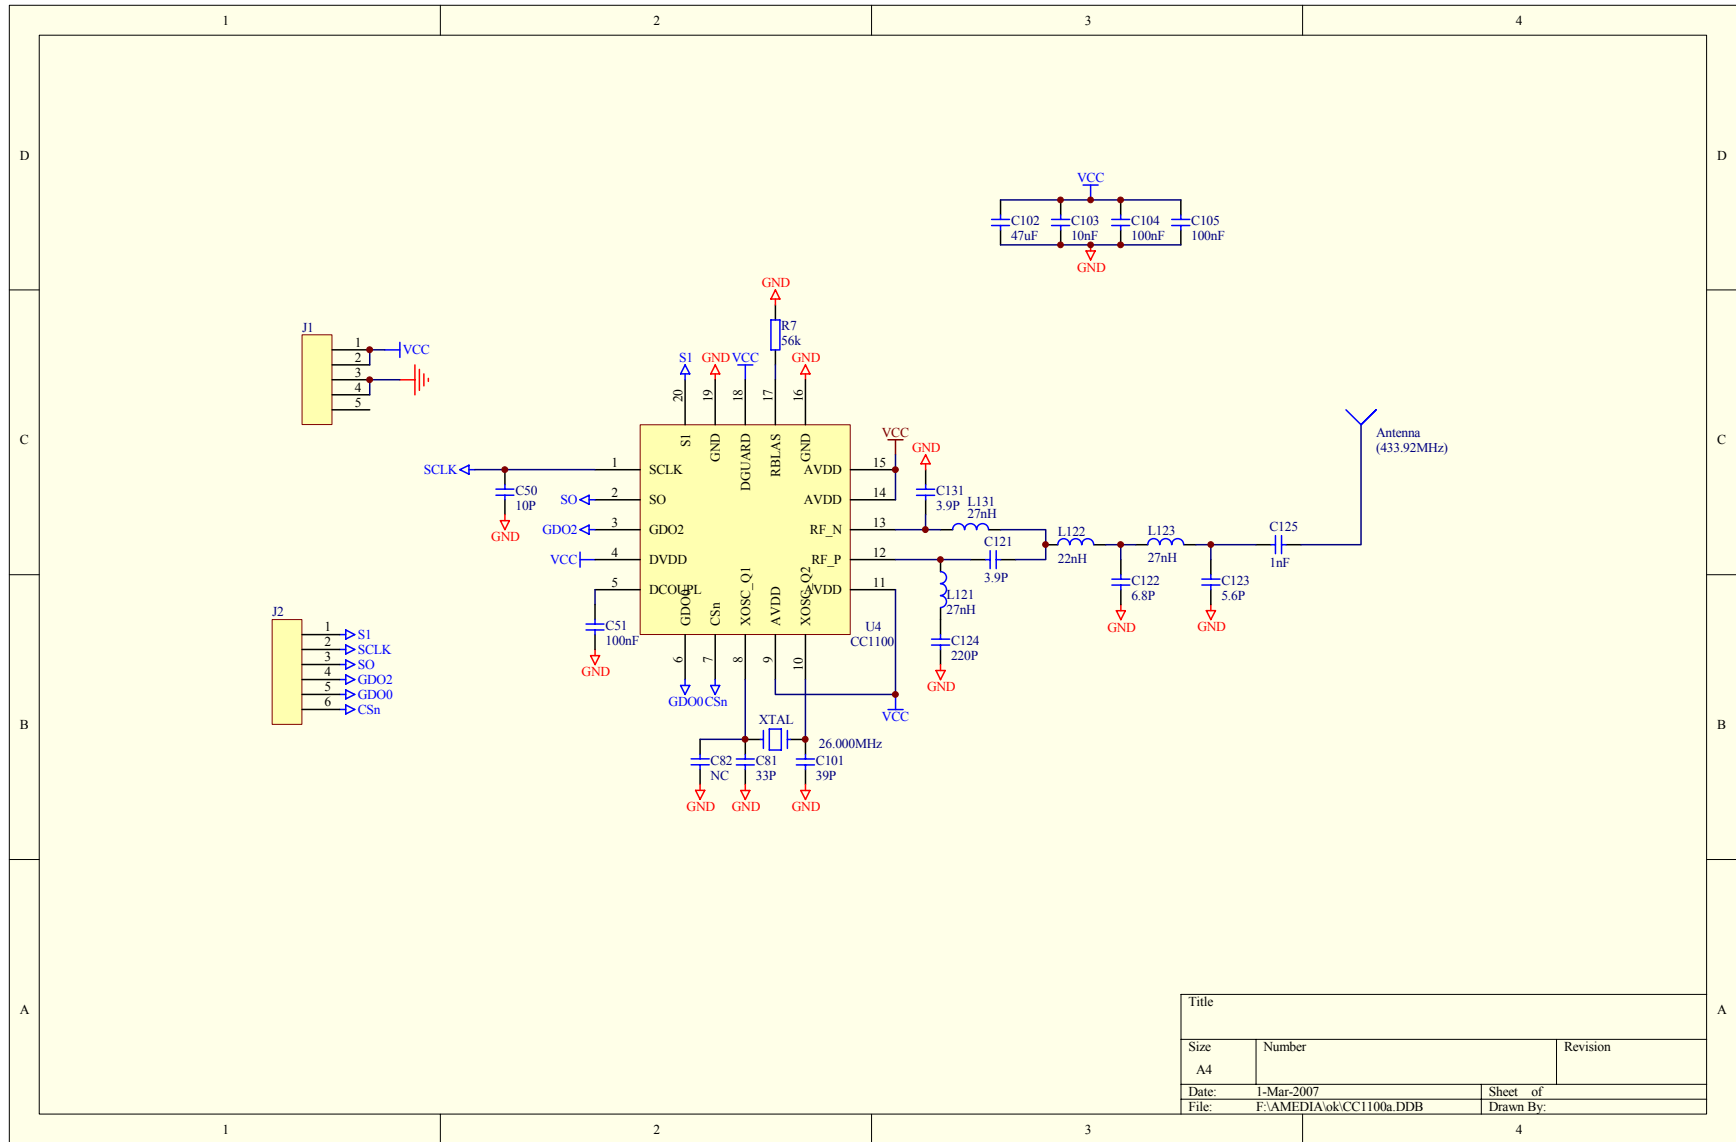 1 2 3 4
D D
VCC
C102 C103 C104 C105
47uF 10nF 100nF 100nF
GND
GND
R7
56k
J1
1 VCC
2
3
4
5
S1 GND VCC GND
20 19 18 17 16
S1 GND DGUARD RBLAS GND
VCC
GND
Antenna
(433.92MHz)
C C
SCLK 1 SCLK AVDD 15
C50
10P
GND
SO 2 SO AVDD 14
C131
3.9P
L131
27nH
GDO2 3 GDO2 RF_N 13
C121
3.9P
L122
22nH
L123
27nH
C125
1nF
VCC 4 DVDD RF_P 12
C122
6.8P
GND
C123
5.6P
GND
5 DCOUPL AVDD 11
L121
27nH
GDO0 CSn XOSC_Q1 AVDD XOSC_Q2
C51
100nF
GND
U4
CC1100
C124
220P
GND
6 7 8 9 10
GDO0 CSn
VCC
J2
1 S1
2 SCLK
3 SO
4 GDO2
5 GDO0
6 CSn
B B
XTAL
26.000MHz
C82 C81 C101
NC 33P 39P
GND GND GND
A A
Title
Size Number Revision
A4
Date: 1-Mar-2007 Sheet of
File: F:\AMEDIA\ok\CC1100a.DDB Drawn By:
1 2 3 4